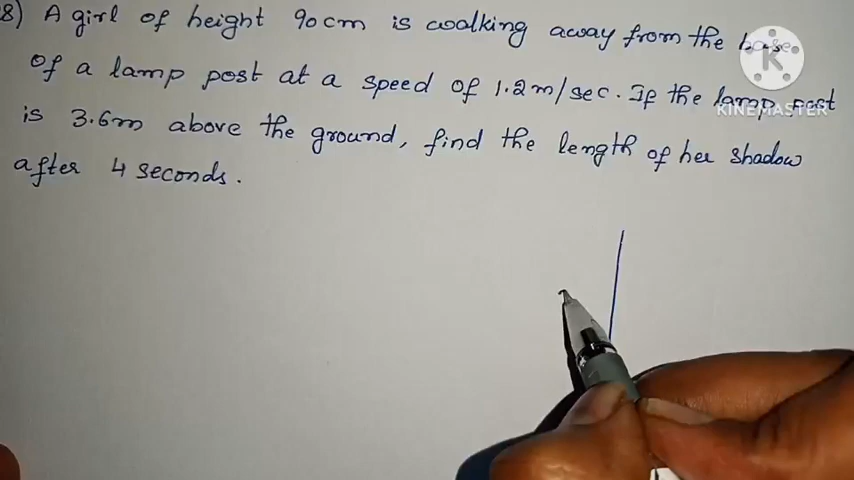 8) A girl of height 90 cm is walking away from the base
of a lamp post at a speed of 1.2m/sec. If the lamp post
is 3.6m above the ground, find the length of her shadow
after 4 seconds.
K
KINEMASTER